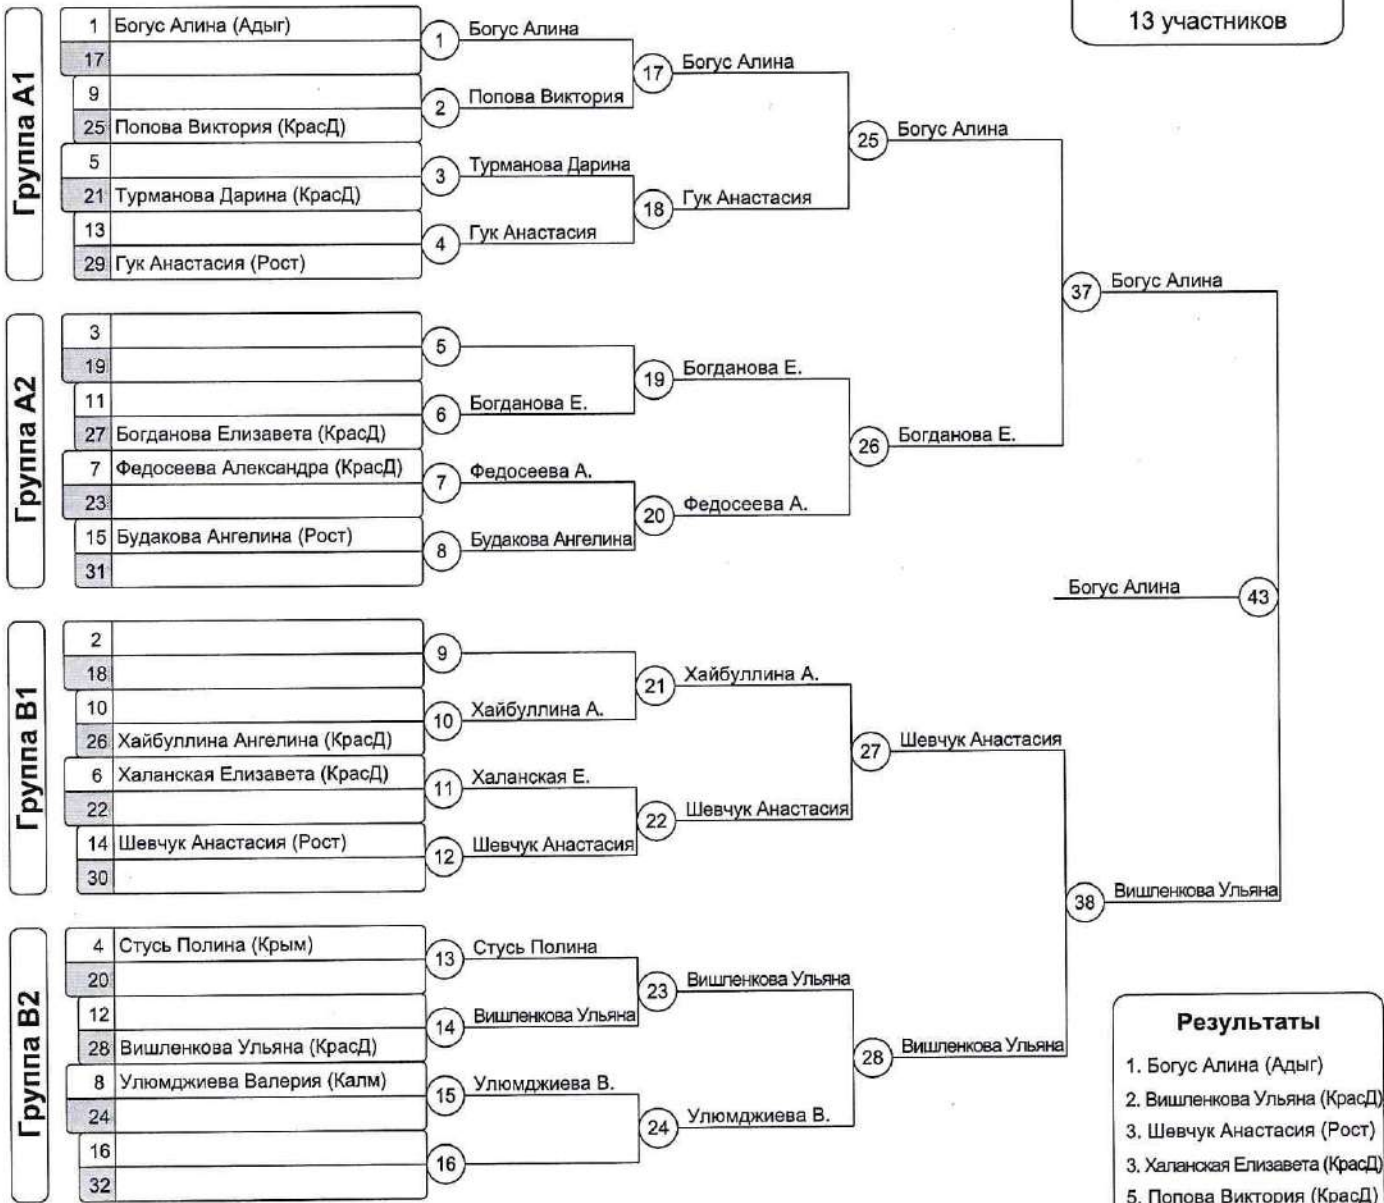 13 участников
Группа А1
1 Богус Алина (Адыг)
17
9
25 Попова Виктория (КрасД)
5
21 Турманова Дарина (КрасД)
13
29 Гук Анастасия (Рост)
1 Богус Алина
2 Попова Виктория
3 Турманова Дарина
4 Гук Анастасия
17 Богус Алина
18 Гук Анастасия
25 Богус Алина
Группа А2
3
19
11
27 Богданова Елизавета (КрасД)
7 Федосеева Александра (КрасД)
23
15 Будакова Ангелина (Рост)
31
5
6 Богданова Е.
7 Федосеева А.
8 Будакова Ангелина
19 Богданова Е.
20 Федосеева А.
26 Богданова Е.
37 Богус Алина
Группа В1
2
18
10
26 Хайбуллина Ангелина (КрасД)
6 Халанская Елизавета (КрасД)
22
14 Шевчук Анастасия (Рост)
30
9
10 Хайбуллина А.
11 Халанская Е.
12 Шевчук Анастасия
21 Хайбуллина А.
22 Шевчук Анастасия
27 Шевчук Анастасия
Группа В2
4 Стусь Полина (Крым)
20
12
28 Вишленкова Ульяна (КрасД)
8 Улюмджиева Валерия (Калм)
24
16
32
13 Стусь Полина
14 Вишленкова Ульяна
15 Улюмджиева В.
16
23 Вишленкова Ульяна
24 Улюмджиева В.
28 Вишленкова Ульяна
38 Вишленкова Ульяна
Богус Алина 43
Результаты
1. Богус Алина (Адыг)
2. Вишленкова Ульяна (КрасД)
3. Шевчук Анастасия (Рост)
3. Халанская Елизавета (КрасД)
5. Попова Виктория (КрасД)